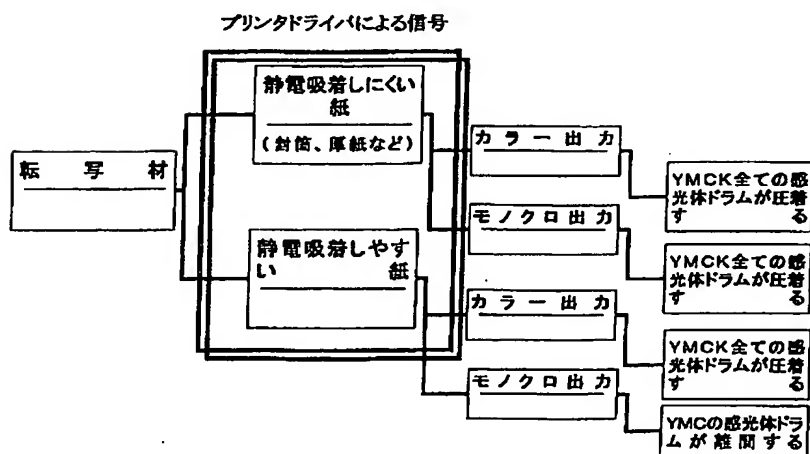 プリンタドライバによる信号
静電吸着しにくい
紙
(封筒、厚紙など)
転写材
静電吸着しやす
い紙
カラー出力
モノクロ出力
カラー出力
モノクロ出力
YMCK全ての感
光体ドラムが圧着
する
YMCK全ての感
光体ドラムが圧着
する
YMCK全ての感
光体ドラムが圧着
する
YMCの感光体ドラ
ムが離間する